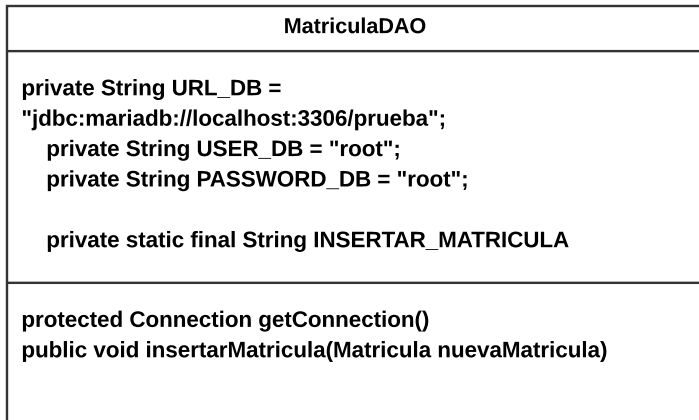 MatriculaDAO
private String URL_DB =
"jdbc:mariadb://localhost:3306/prueba";
private String USER_DB = "root";
private String PASSWORD_DB = "root";
private static final String INSERTAR_MATRICULA
protected Connection getConnection()
public void insertarMatricula(Matricula nuevaMatricula)